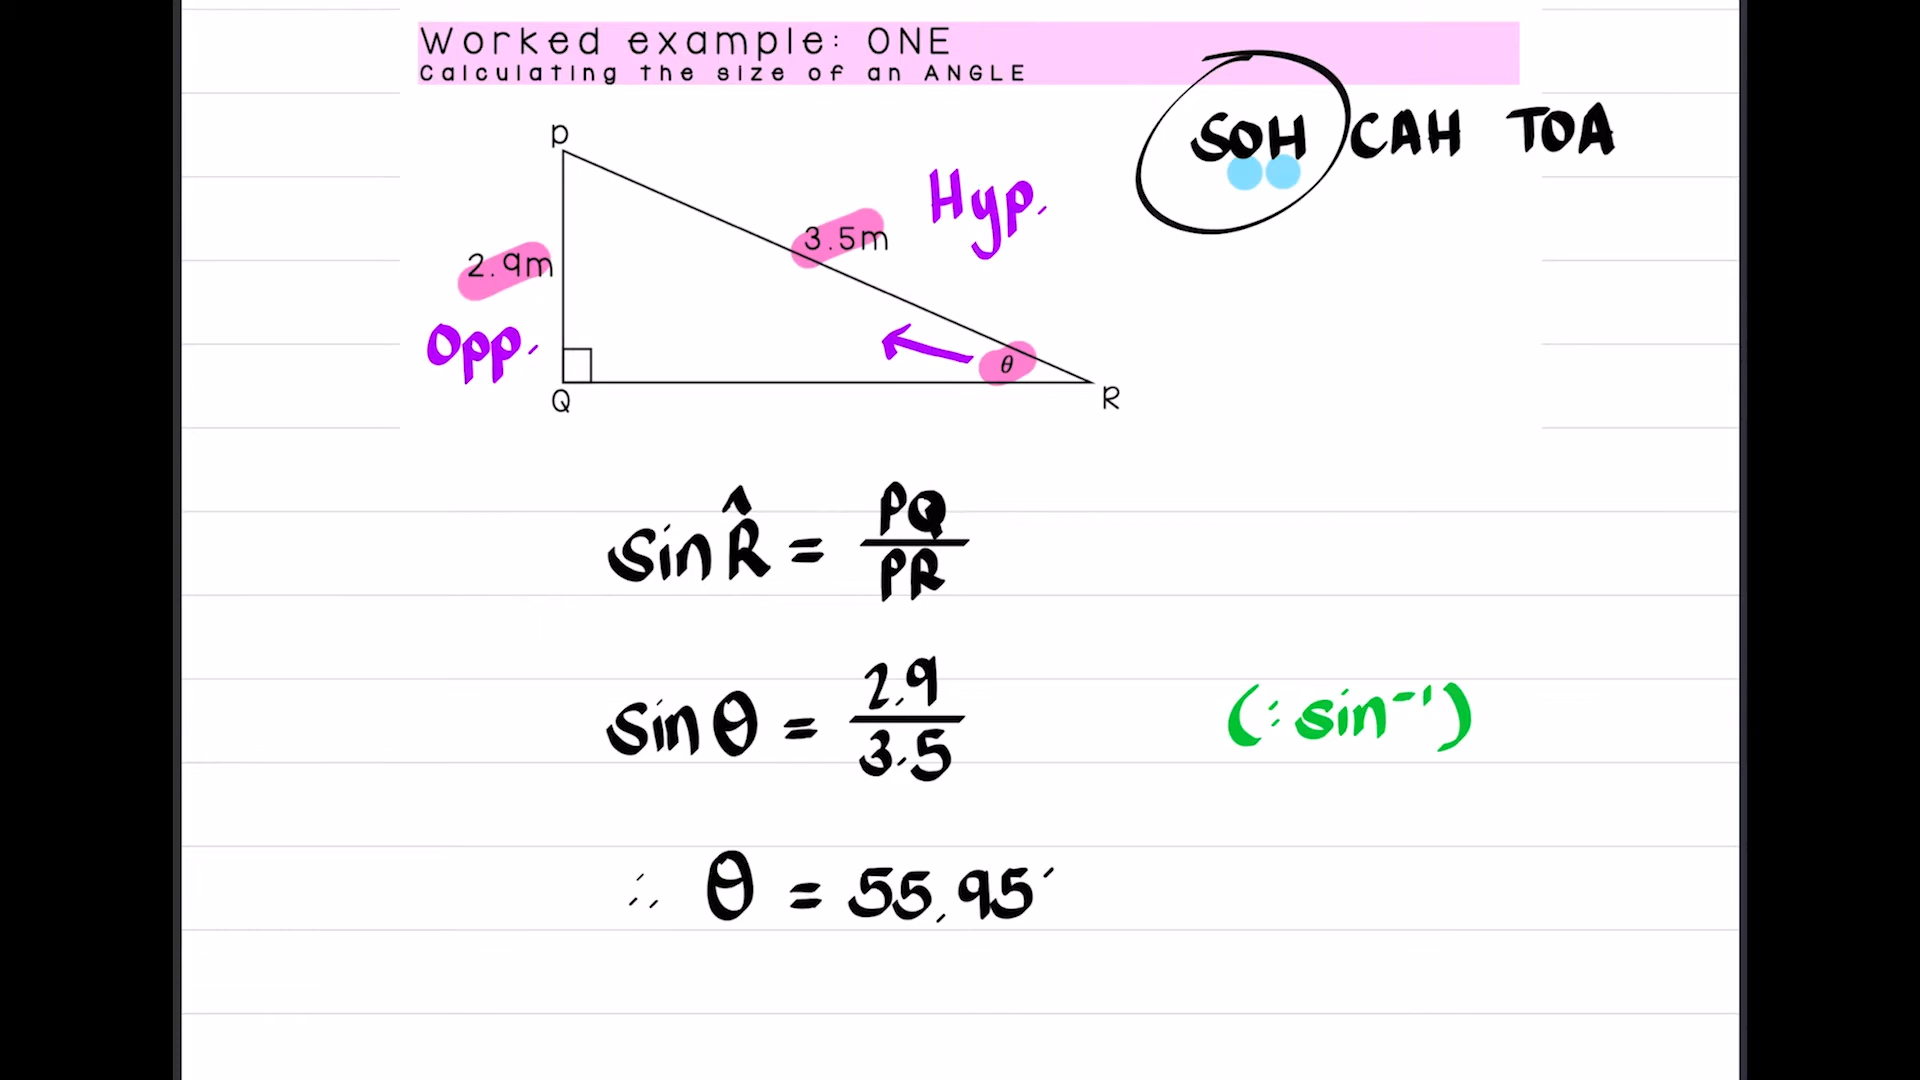 Worked example: ONE
Calculating the size of an ANGLE
SOH CAH TOA
P
Hyp.
3.5m
2.9m
Opp.
θ
Q
R
sin R̂ = PQ/PR
sin θ = 2,9/3,5
(: sin⁻¹)
∴ θ = 55,95°